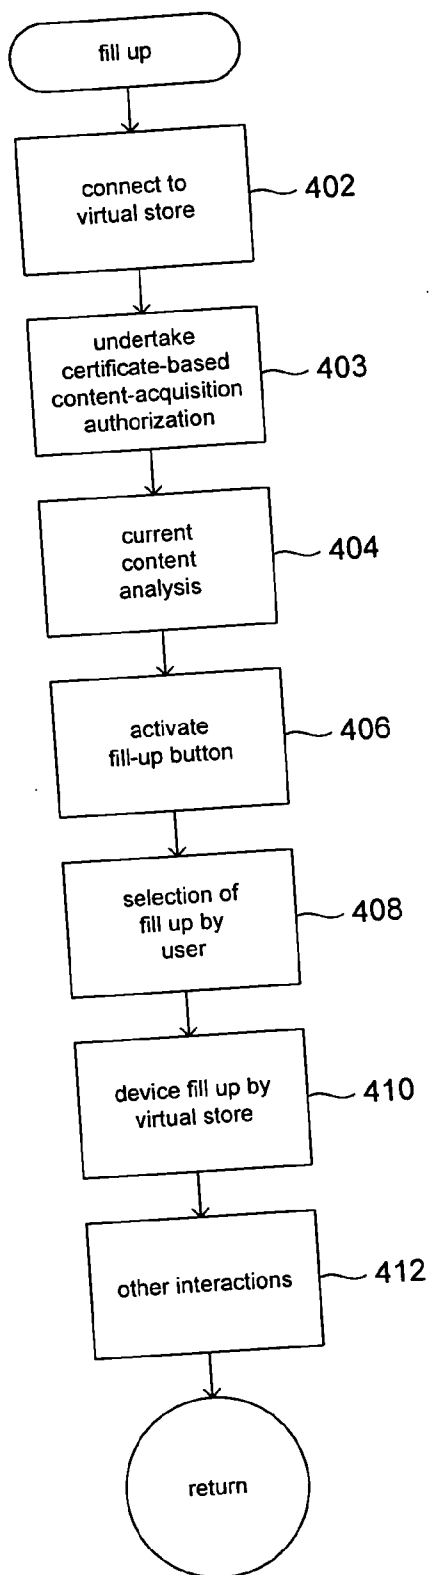 fill up
connect to
virtual store
402
undertake
certificate-based
content-acquisition
authorization
403
current
content
analysis
404
activate
fill-up button
406
selection of
fill up by
user
408
device fill up by
virtual store
410
other interactions
412
return